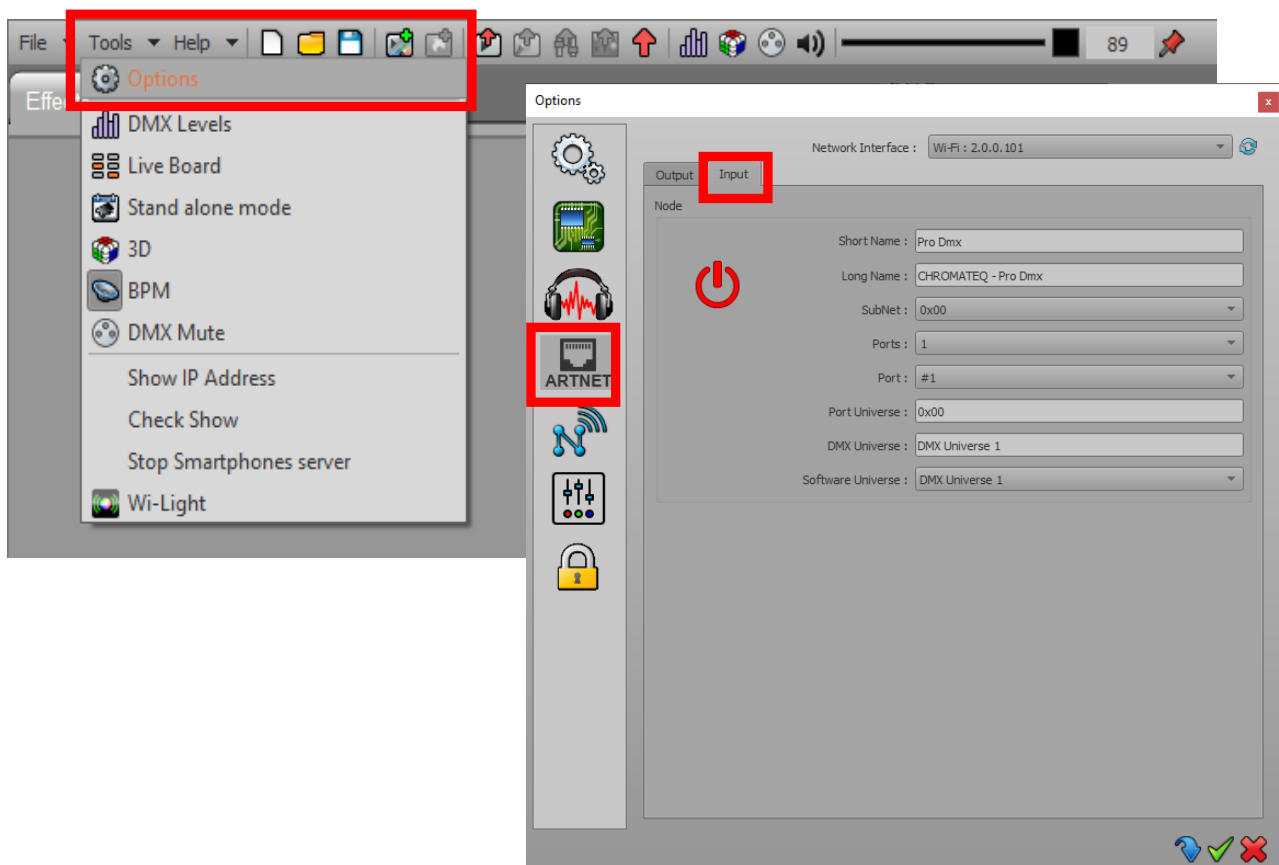 File Tools Help 89
Effe
Options
DMX Levels
Live Board
Stand alone mode
3D
BPM
DMX Mute
Show IP Address
Check Show
Stop Smartphones server
Wi-Light
Options
x
Network Interface : Wi-Fi : 2.0.0.101
Output Input
Node
Short Name : Pro Dmx
Long Name : CHROMATEQ - Pro Dmx
SubNet : 0x00
Ports : 1
Port : #1
Port Universe : 0x00
DMX Universe : DMX Universe 1
Software Universe : DMX Universe 1
ARTNET